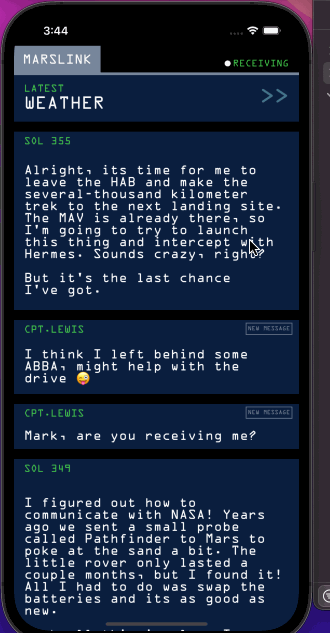 3:44
MARSLINK
RECEIVING
LATEST
WEATHER
>>
SOL 355
Alright, its time for me to
leave the HAB and make the
several-thousand kilometer
trek to the next landing site.
The MAV is already there, so
I'm going to try to launch
this thing and intercept with
Hermes. Sounds crazy, right?
But it's the last chance
I've got.
CPT.LEWIS
NEW MESSAGE
I think I left behind some
ABBA, might help with the
drive 😜
CPT.LEWIS
NEW MESSAGE
Mark, are you receiving me?
SOL 349
I figured out how to
communicate with NASA! Years
ago we sent a small probe
called Pathfinder to Mars to
poke at the sand a bit. The
little rover only lasted a
couple months, but I found it!
All I had to do was swap the
batteries and its as good as
new.